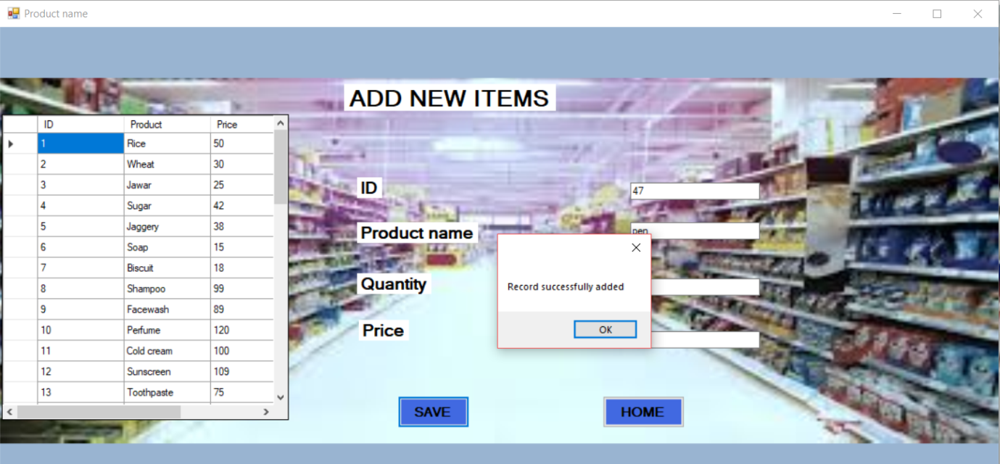 Product name
ADD NEW ITEMS
ID Product Price
1 Rice 50
2 Wheat 30
3 Jawar 25
4 Sugar 42
5 Jaggery 38
6 Soap 15
7 Biscuit 18
8 Shampoo 99
9 Facewash 89
10 Perfume 120
11 Cold cream 100
12 Sunscreen 109
13 Toothpaste 75
ID 47
Product name pen
Quantity
Price
Record successfully added
OK
SAVE HOME